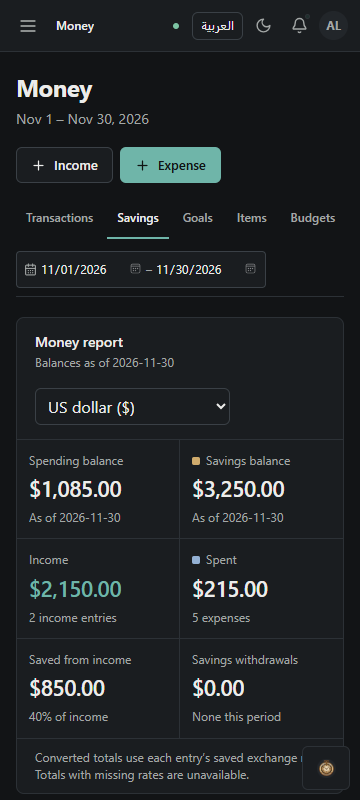 Money
العربية
AL
Money
Nov 1 – Nov 30, 2026
+ Income
+ Expense
Transactions
Savings
Goals
Items
Budgets
11/01/2026 – 11/30/2026
Money report
Balances as of 2026-11-30
US dollar ($)
Spending balance
$1,085.00
As of 2026-11-30
Savings balance
$3,250.00
As of 2026-11-30
Income
$2,150.00
2 income entries
Spent
$215.00
5 expenses
Saved from income
$850.00
40% of income
Savings withdrawals
$0.00
None this period
Converted totals use each entry's saved exchange
Totals with missing rates are unavailable.